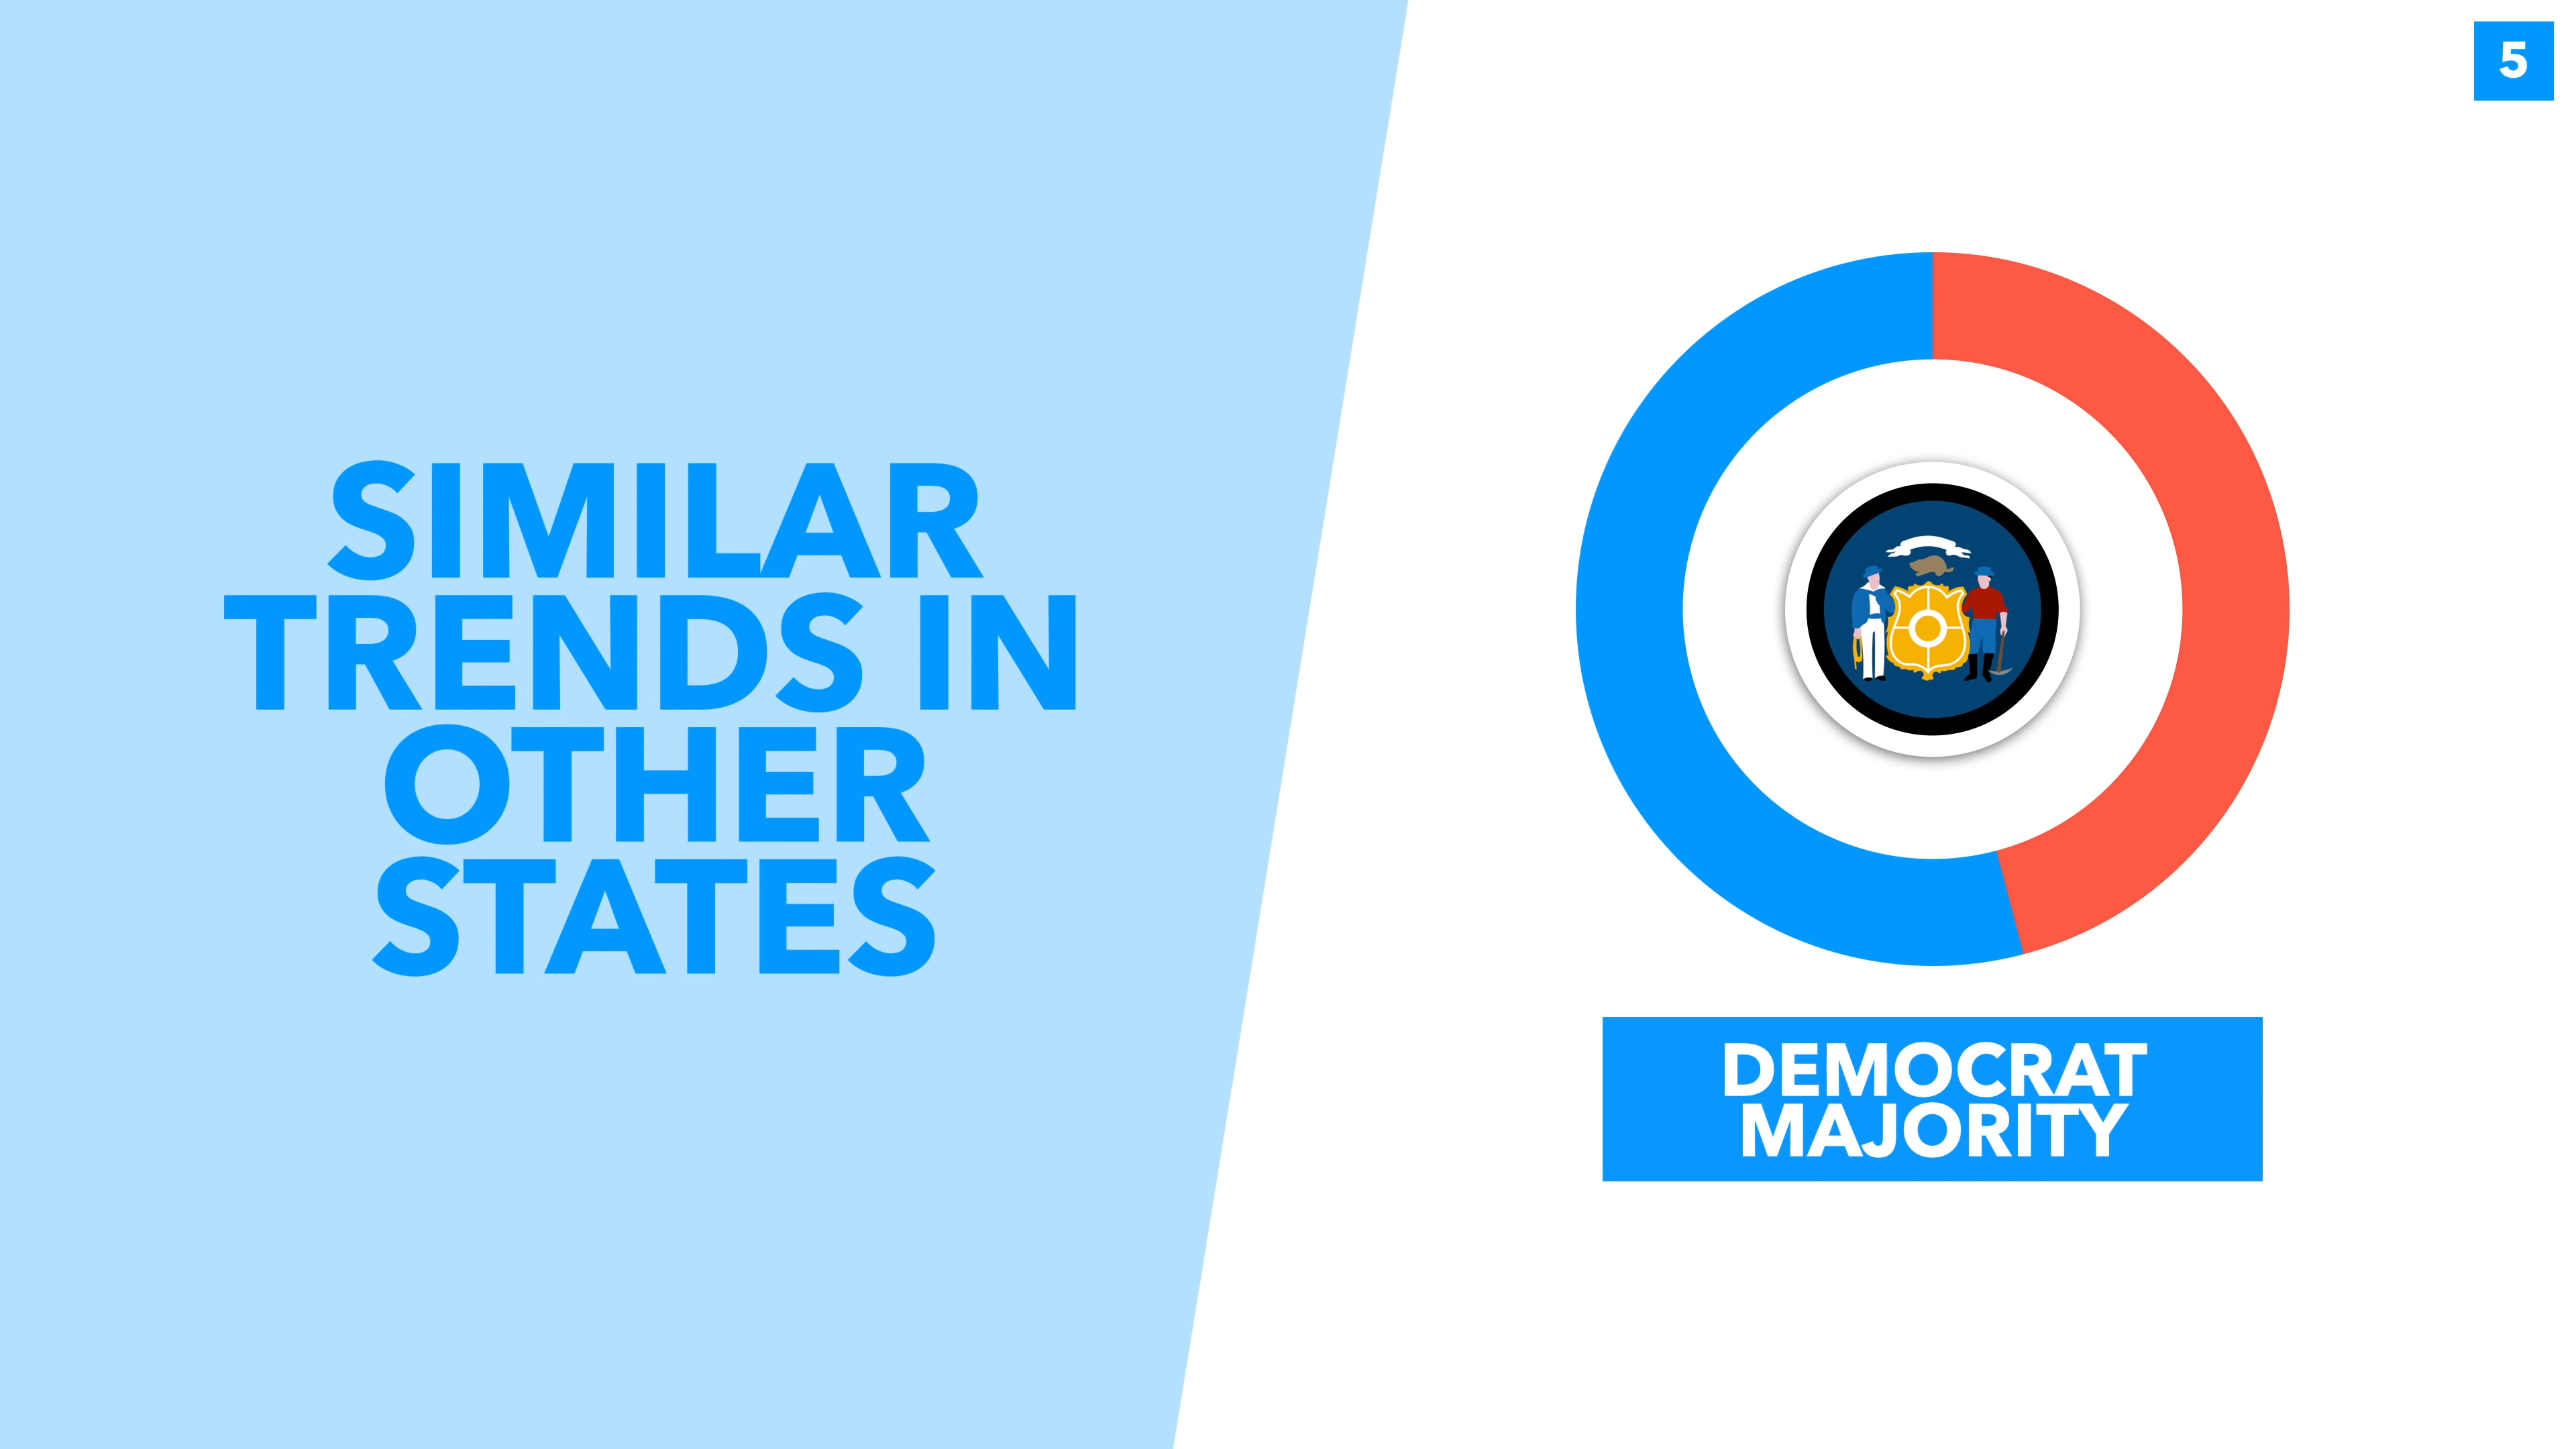 5
SIMILAR
TRENDS IN
OTHER
STATES
DEMOCRAT
MAJORITY